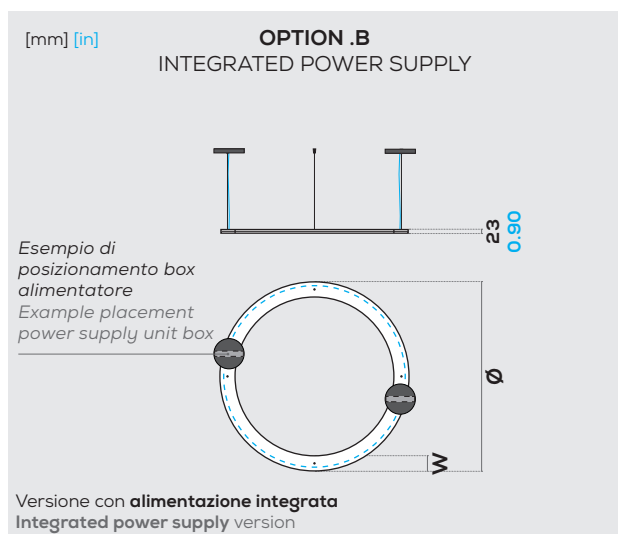 [mm] [in]
OPTION .B
INTEGRATED POWER SUPPLY
23
0.90
Esempio di
posizionamento box
alimentatore
Example placement
power supply unit box
Ø
W
Versione con alimentazione integrata
Integrated power supply version